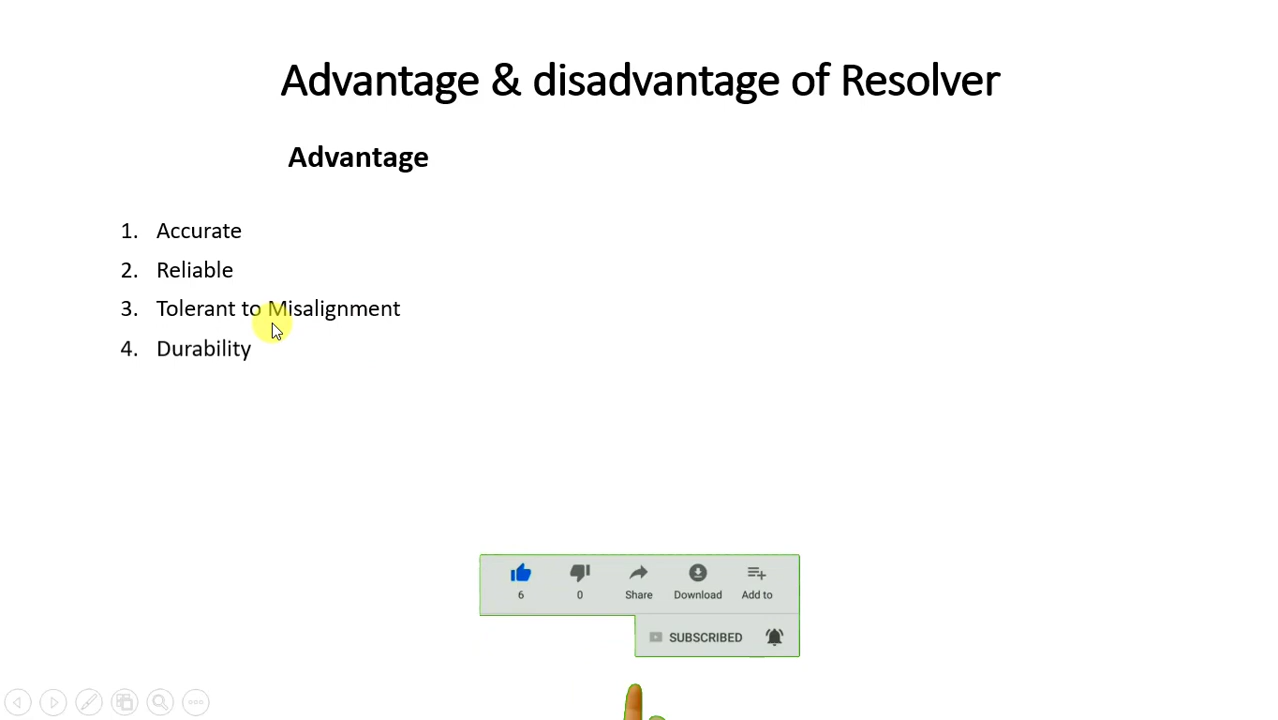 Advantage & disadvantage of Resolver
Advantage
1. Accurate
2. Reliable
3. Tolerant to Misalignment
4. Durability
6 0 Share Download Add to
SUBSCRIBED